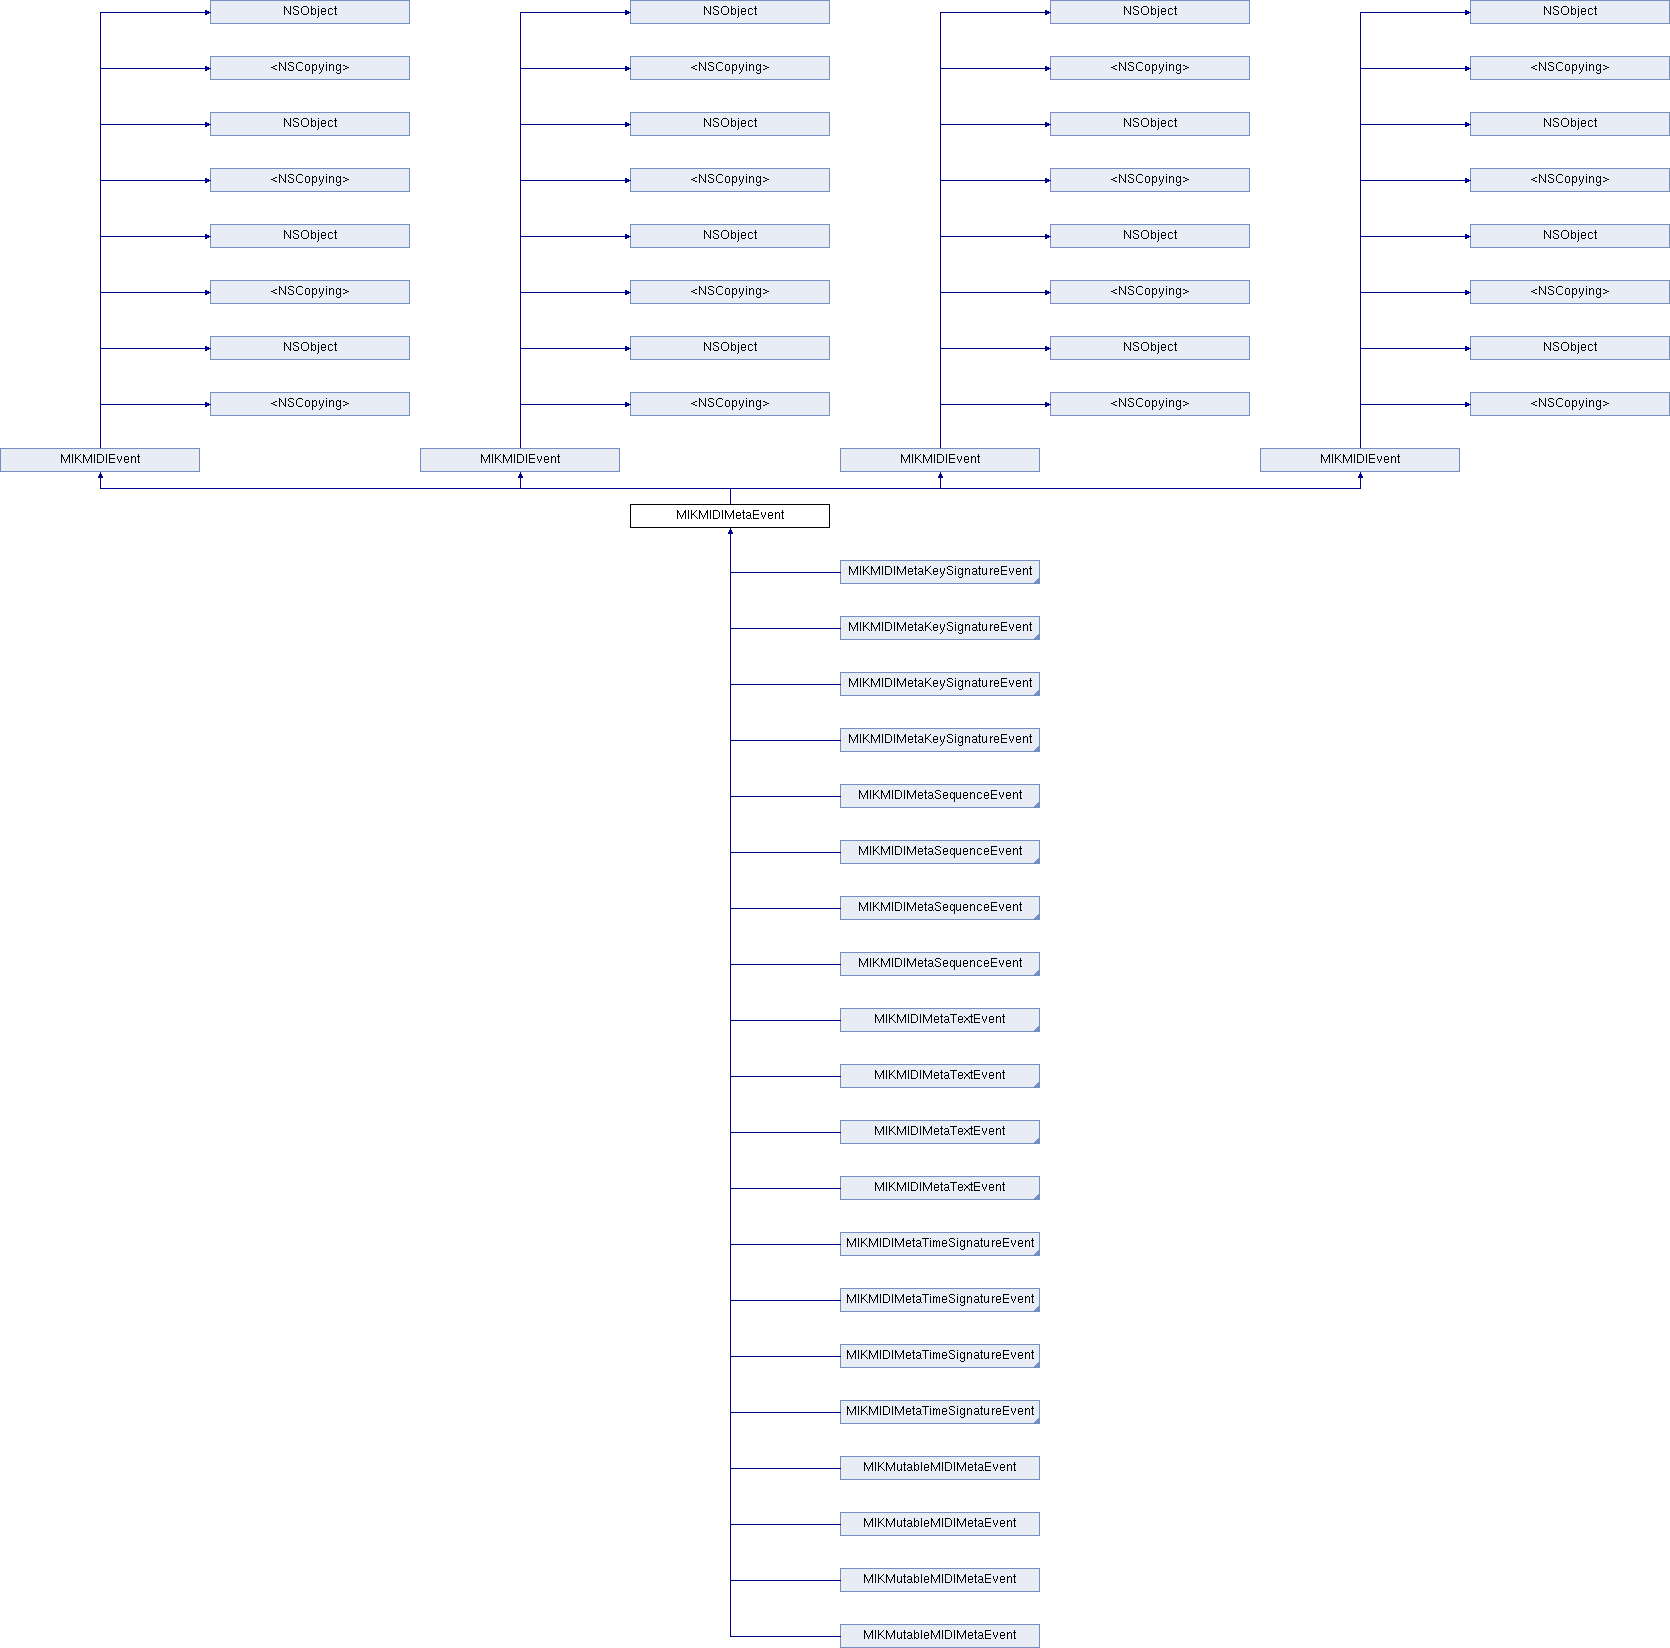 NSObject NSObject NSObject NSObject
<NSCopying> <NSCopying> <NSCopying> <NSCopying>
NSObject NSObject NSObject NSObject
<NSCopying> <NSCopying> <NSCopying> <NSCopying>
NSObject NSObject NSObject NSObject
<NSCopying> <NSCopying> <NSCopying> <NSCopying>
NSObject NSObject NSObject NSObject
<NSCopying> <NSCopying> <NSCopying> <NSCopying>
MIKMIDIEvent MIKMIDIEvent MIKMIDIEvent MIKMIDIEvent
MIKMIDIMetaEvent
MIKMIDIMetaKeySignatureEvent
MIKMIDIMetaKeySignatureEvent
MIKMIDIMetaKeySignatureEvent
MIKMIDIMetaKeySignatureEvent
MIKMIDIMetaSequenceEvent
MIKMIDIMetaSequenceEvent
MIKMIDIMetaSequenceEvent
MIKMIDIMetaSequenceEvent
MIKMIDIMetaTextEvent
MIKMIDIMetaTextEvent
MIKMIDIMetaTextEvent
MIKMIDIMetaTextEvent
MIKMIDIMetaTimeSignatureEvent
MIKMIDIMetaTimeSignatureEvent
MIKMIDIMetaTimeSignatureEvent
MIKMIDIMetaTimeSignatureEvent
MIKMutableMIDIMetaEvent
MIKMutableMIDIMetaEvent
MIKMutableMIDIMetaEvent
MIKMutableMIDIMetaEvent